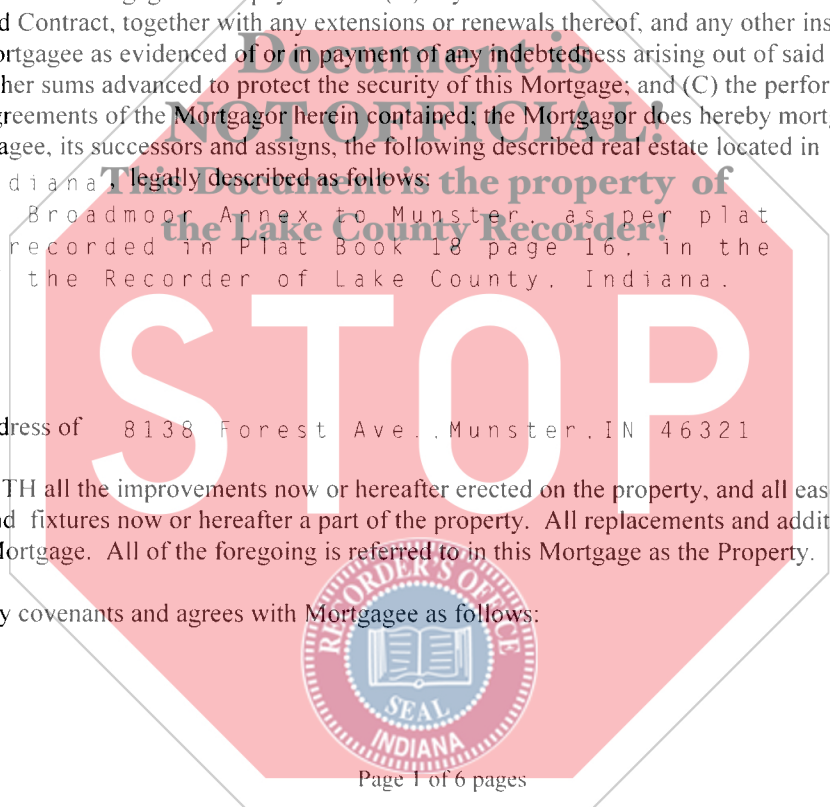 d Contract, together with any extensions or renewals thereof, and any other ins
ortgagee as evidenced of or in payment of any indebtedness arising out of said
Document is
her sums advanced to protect the security of this Mortgage; and (C) the perfor
greements of the Mortgagor herein contained; the Mortgagor does hereby mortg
NOT OFFICIAL!
agee, its successors and assigns, the following described real estate located in
diana, legally described as follows:
This Document is the property of
Broadmoor Annex to Munster, as per plat
the Lake County Recorder!
recorded in Plat Book 18 page 16, in the
the Recorder of Lake County, Indiana.
STOP
dress of 8138 Forest Ave.,Munster,IN 46321
TH all the improvements now or hereafter erected on the property, and all eas
nd fixtures now or hereafter a part of the property. All replacements and addit
Mortgage. All of the foregoing is referred to in this Mortgage as the Property.
y covenants and agrees with Mortgagee as follows:
RECORDER'S OFFICE
SEAL
INDIANA
Page 1 of 6 pages